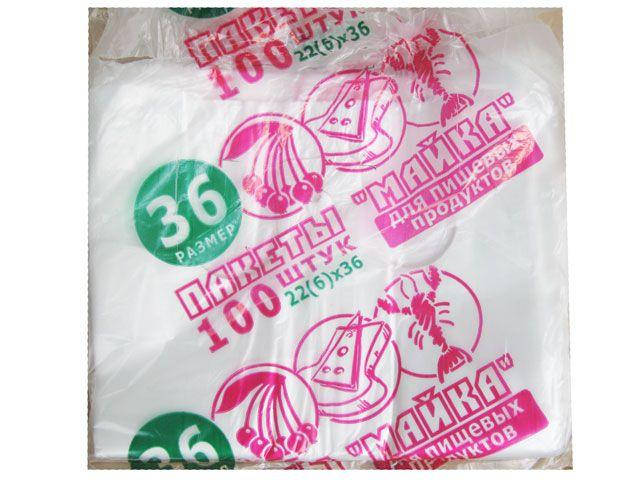 ПАКЕТЫ
100 ШТУК
22(6)х36
36
РАЗМЕР
ПАКЕТЫ
100 ШТУК
22(6)х36
"МАЙКА"
для пищевых
продуктов
36
"МАЙКА"
для пищевых
продуктов